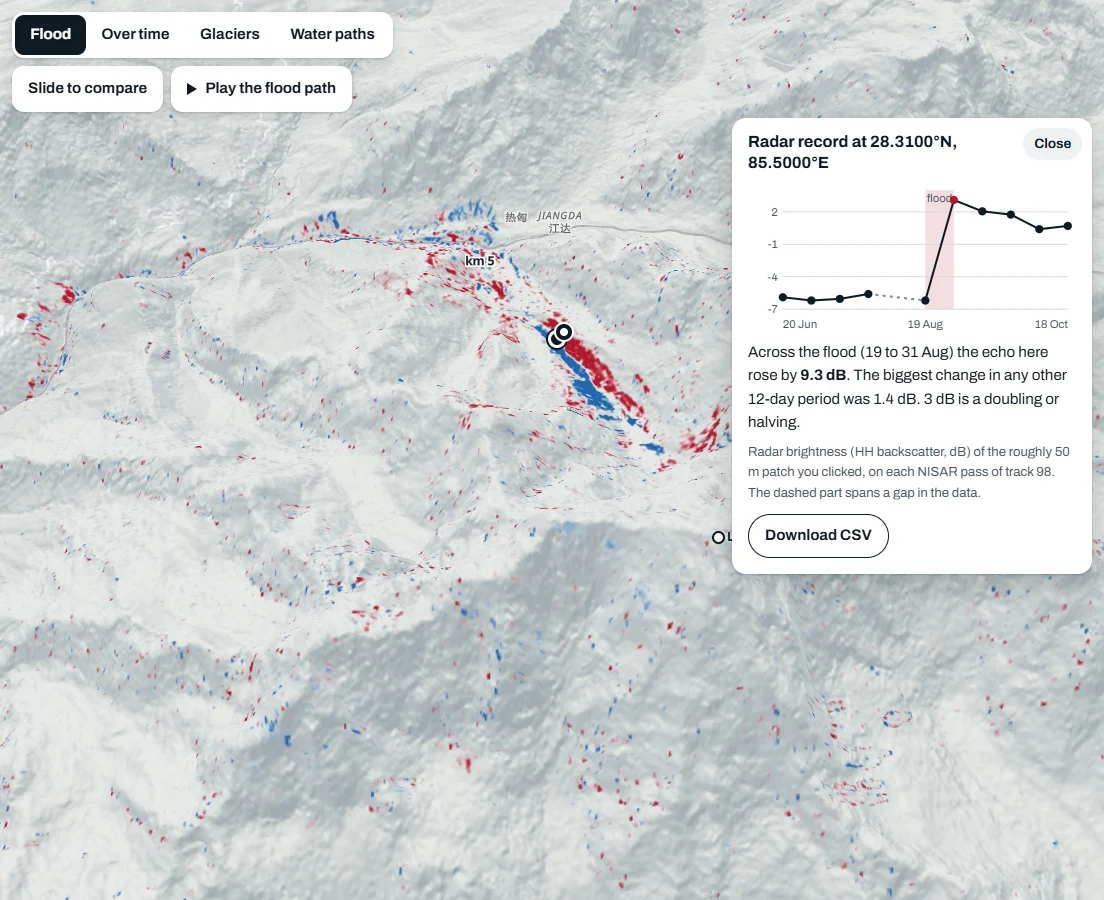 Flood Over time Glaciers Water paths
Slide to compare ▶ Play the flood path
热匈 JIANGDA
江达
km 5
L
Radar record at 28.3100°N,
85.5000°E
Close
flood
2
-1
-4
-7
20 Jun 19 Aug 18 Oct
Across the flood (19 to 31 Aug) the echo here
rose by 9.3 dB. The biggest change in any other
12-day period was 1.4 dB. 3 dB is a doubling or
halving.
Radar brightness (HH backscatter, dB) of the roughly 50
m patch you clicked, on each NISAR pass of track 98.
The dashed part spans a gap in the data.
Download CSV